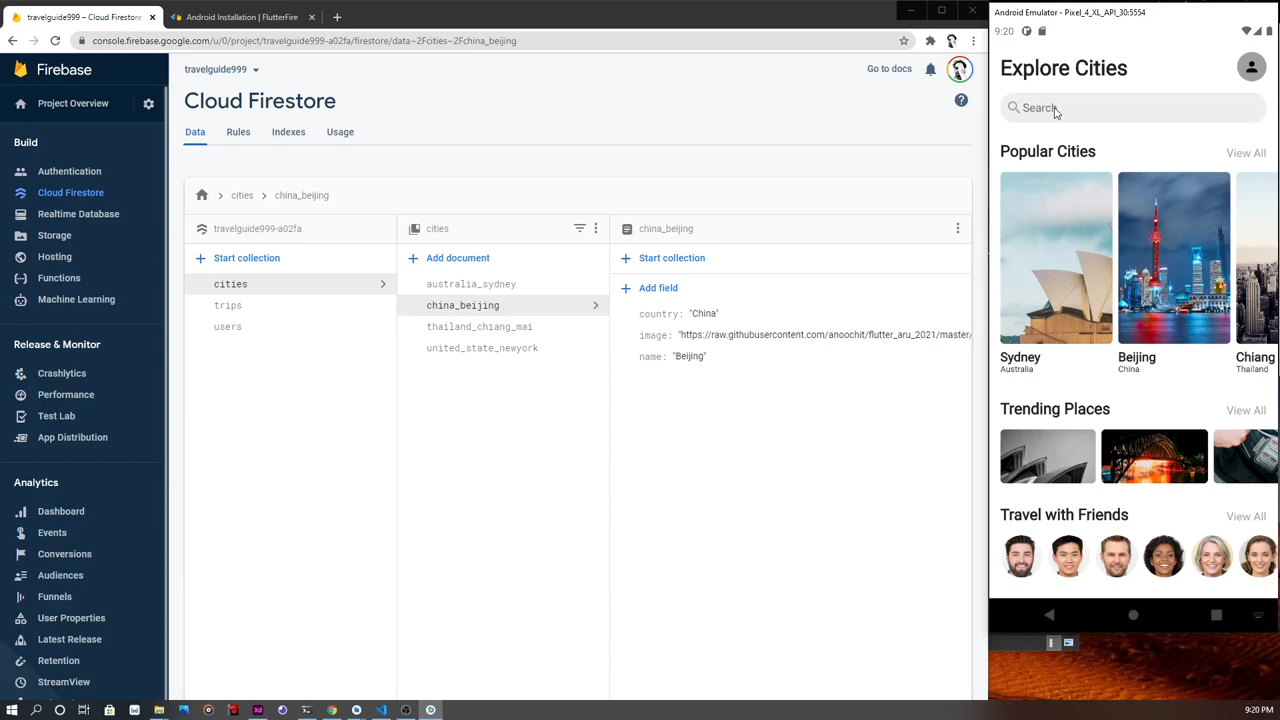 travelguide999 – Cloud Firestore
Android Installation | FlutterFire
console.firebase.google.com/u/0/project/travelguide999-a02fa/firestore/data~2Fcities~2Fchina_beijing
Firebase
Project Overview
Build
Authentication
Cloud Firestore
Realtime Database
Storage
Hosting
Functions
Machine Learning
Release & Monitor
Crashlytics
Performance
Test Lab
App Distribution
Analytics
Dashboard
Events
Conversions
Audiences
Funnels
User Properties
Latest Release
Retention
StreamView
travelguide999
Go to docs
Cloud Firestore
Data
Rules
Indexes
Usage
cities
china_beijing
travelguide999-a02fa
Start collection
cities
trips
users
cities
Add document
australia_sydney
china_beijing
thailand_chiang_mai
united_state_newyork
china_beijing
Start collection
Add field
country: "China"
image: "https://raw.githubusercontent.com/anoochit/flutter_aru_2021/master/
name: "Beijing"
Android Emulator - Pixel_4_XL_API_30:5554
9:20
Explore Cities
Search
Popular Cities
View All
Sydney
Australia
Beijing
China
Chiang
Thailand
Trending Places
View All
Travel with Friends
View All
9:20 PM